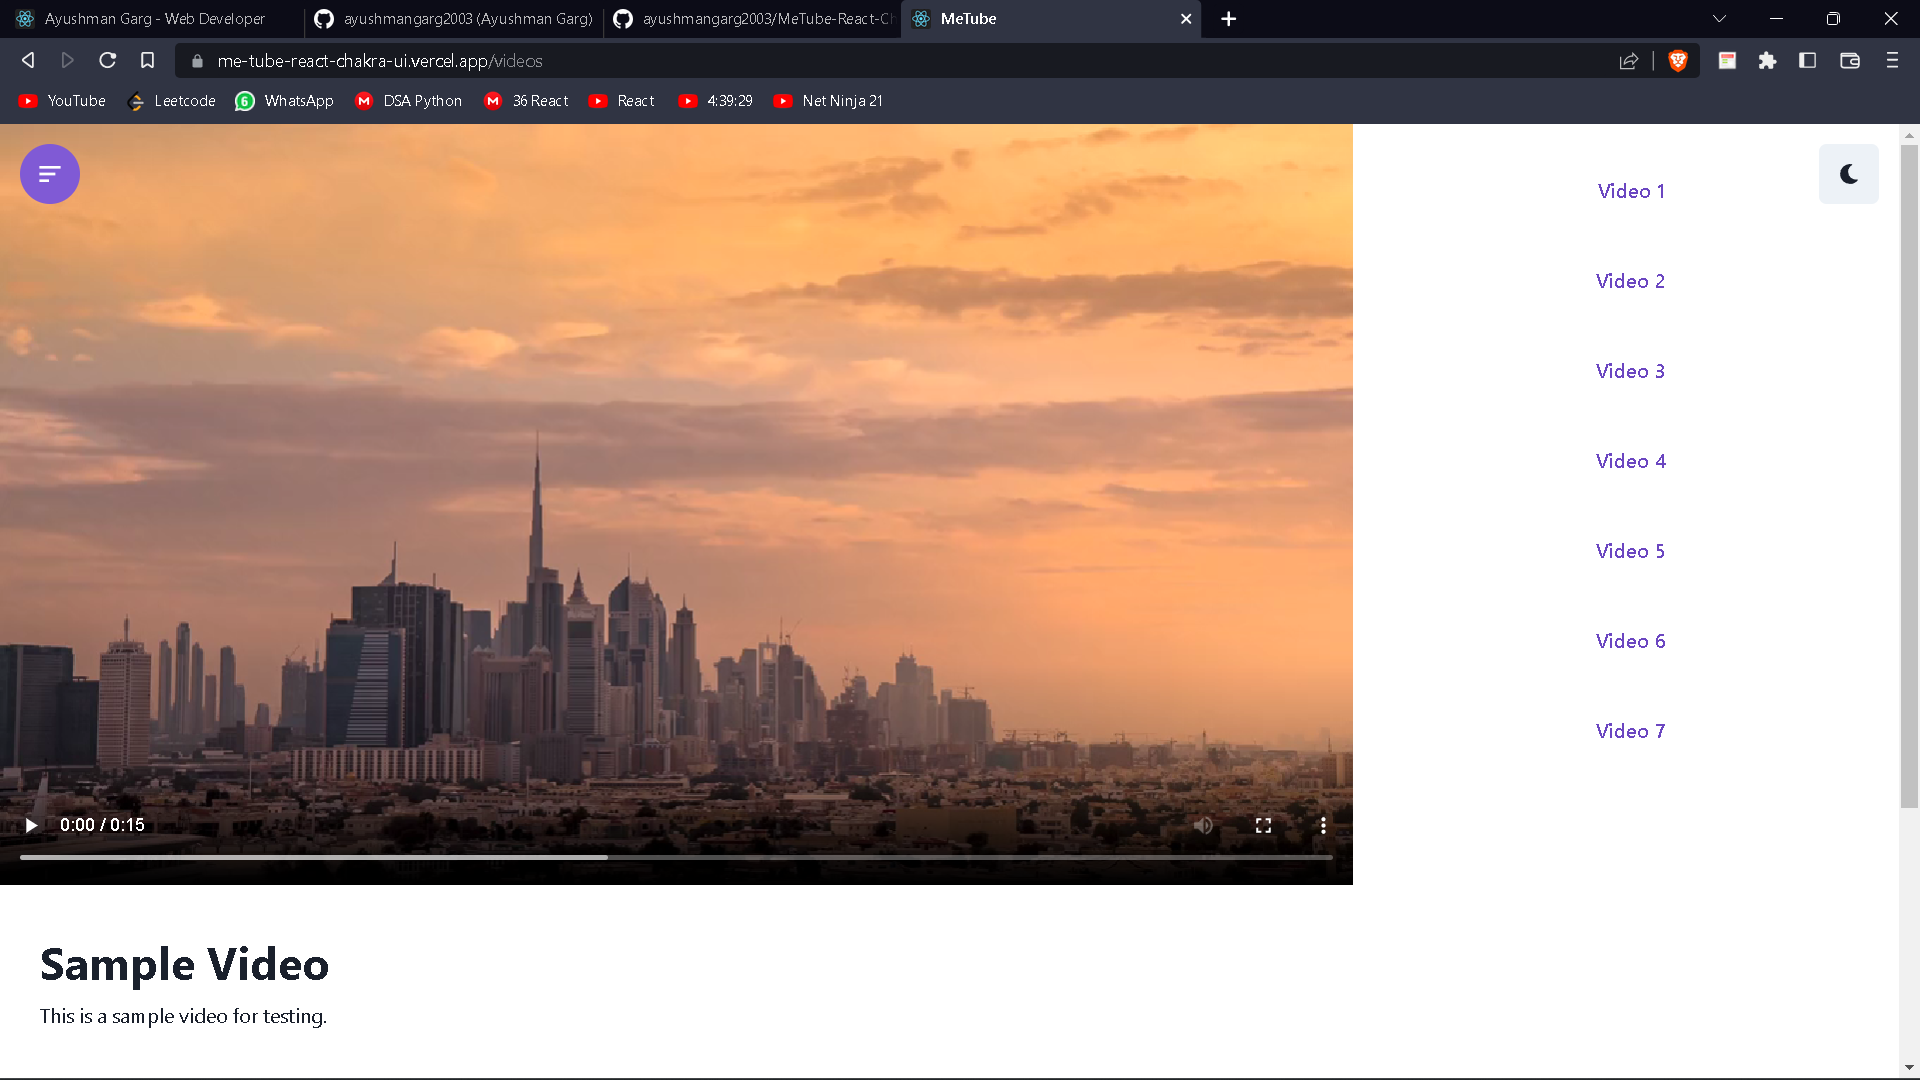 Ayushman Garg - Web Developer
ayushmangarg2003 (Ayushman Garg)
ayushmangarg2003/MeTube-React-Ch
MeTube
me-tube-react-chakra-ui.vercel.app/videos
YouTube
Leetcode
6
WhatsApp
M
DSA Python
M
36 React
React
4:39:29
Net Ninja 21
Video 1
Video 2
Video 3
Video 4
Video 5
Video 6
Video 7
0:00 / 0:15
Sample Video
This is a sample video for testing.